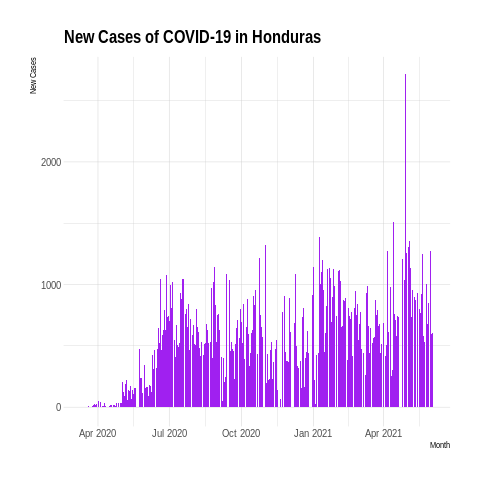 New Cases of COVID-19 in Honduras
New Cases
2000
1000
0
Apr 2020 Jul 2020 Oct 2020 Jan 2021 Apr 2021
Month